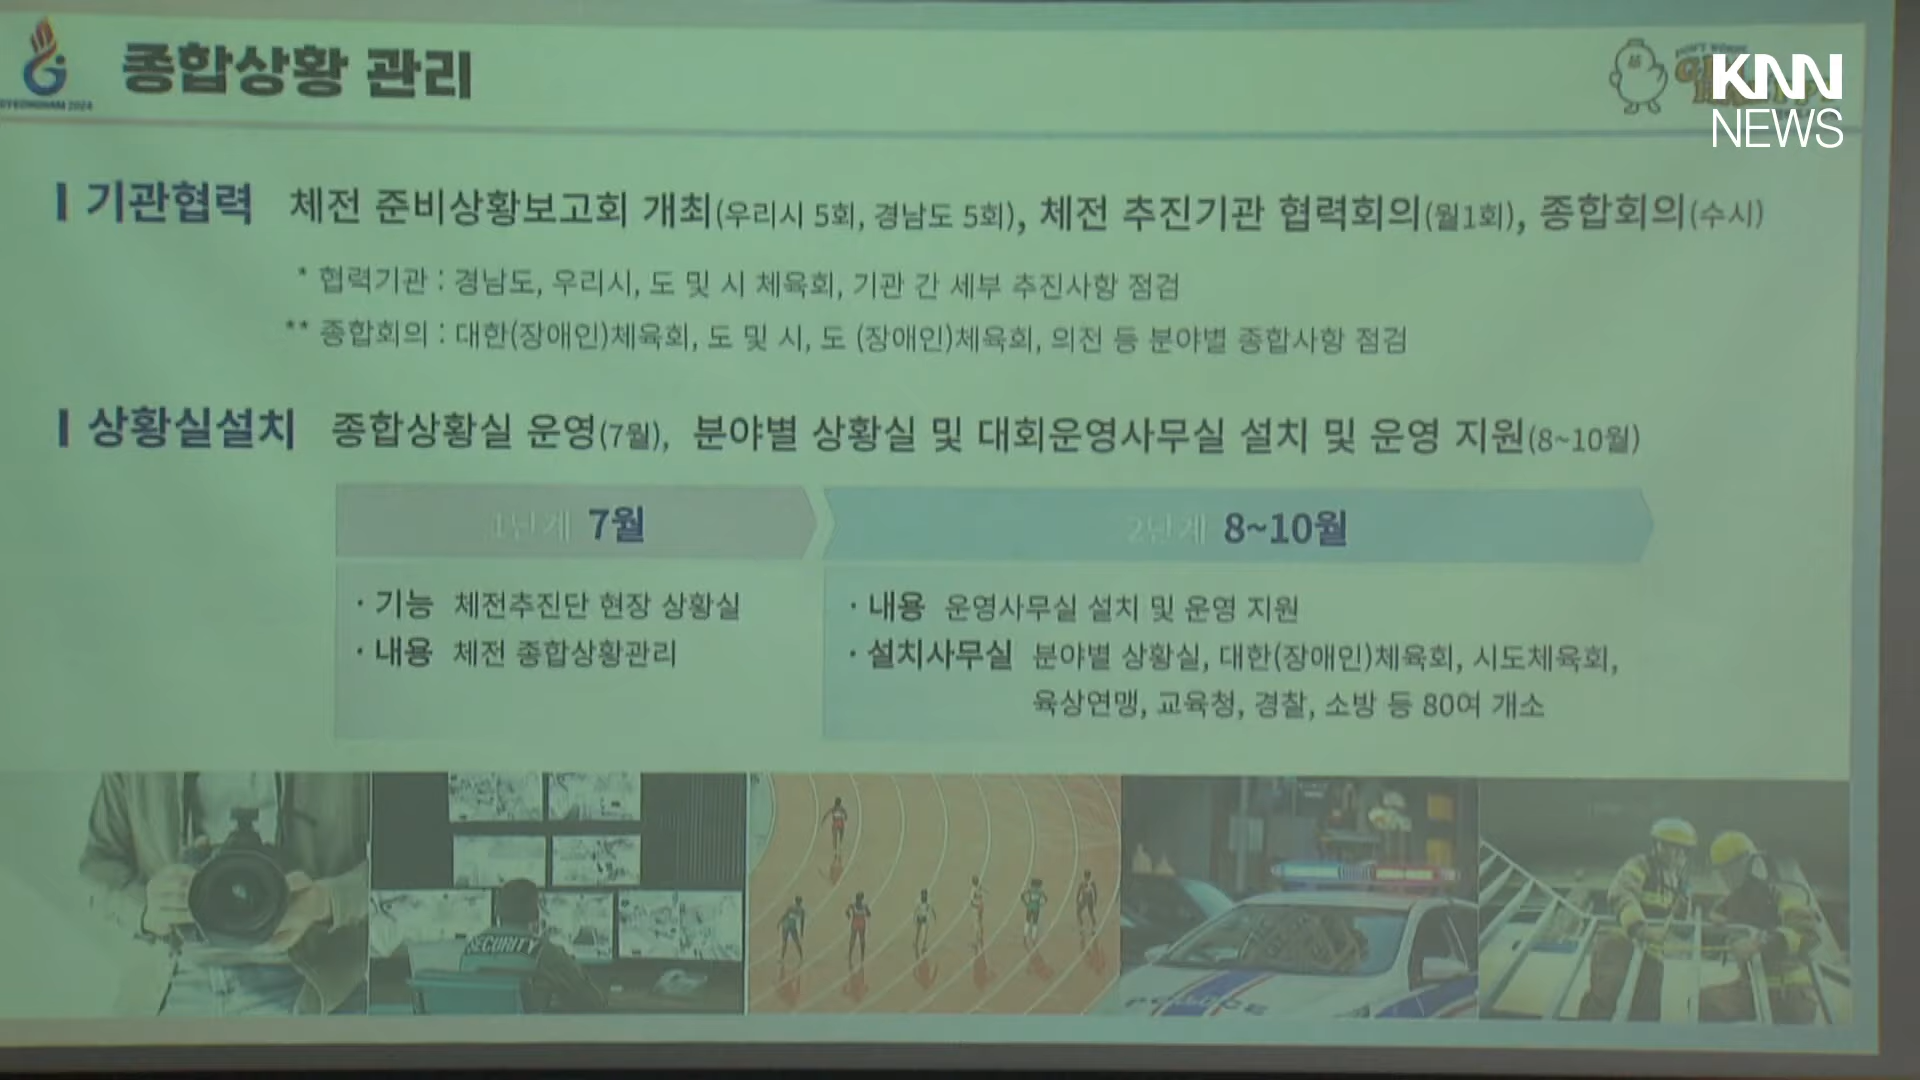 종합상황 관리
GYEONGNAM 2024
KNN
NEWS
기관협력 체전 준비상황보고회 개최(우리시 5회, 경남도 5회), 체전 추진기관 협력회의(월1회), 종합회의(수시)
* 협력기관 : 경남도, 우리시, 도 및 시 체육회, 기관 간 세부 추진사항 점검
** 종합회의 : 대한(장애인)체육회, 도 및 시, 도 (장애인)체육회, 의전 등 분야별 종합사항 점검
상황실설치 종합상황실 운영(7월), 분야별 상황실 및 대회운영사무실 설치 및 운영 지원(8~10월)
1단계 7월
2단계 8~10월
· 기능 체전추진단 현장 상황실
· 내용 체전 종합상황관리
· 내용 운영사무실 설치 및 운영 지원
· 설치사무실 분야별 상황실, 대한(장애인)체육회, 시도체육회,
육상연맹, 교육청, 경찰, 소방 등 80여 개소
SECURITY
POLICE